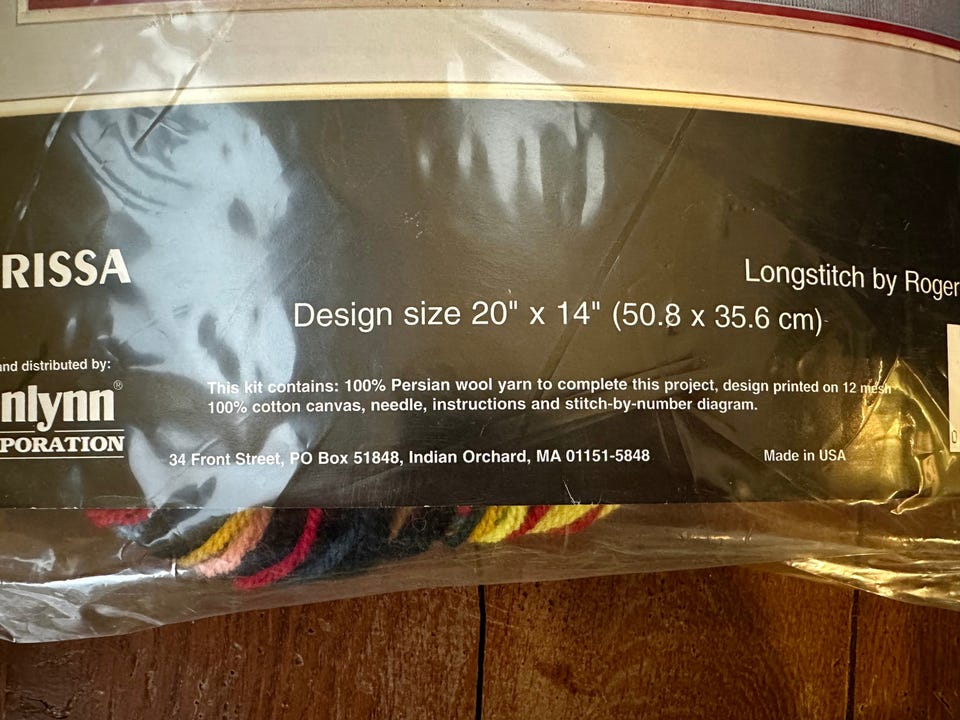 RISSA
Longstitch by Roger
Design size 20" x 14" (50.8 x 35.6 cm)
and distributed by:
nlynn®
PORATION
This kit contains: 100% Persian wool yarn to complete this project, design printed on 12 mesh
100% cotton canvas, needle, instructions and stitch-by-number diagram.
34 Front Street, PO Box 51848, Indian Orchard, MA 01151-5848
Made in USA
0